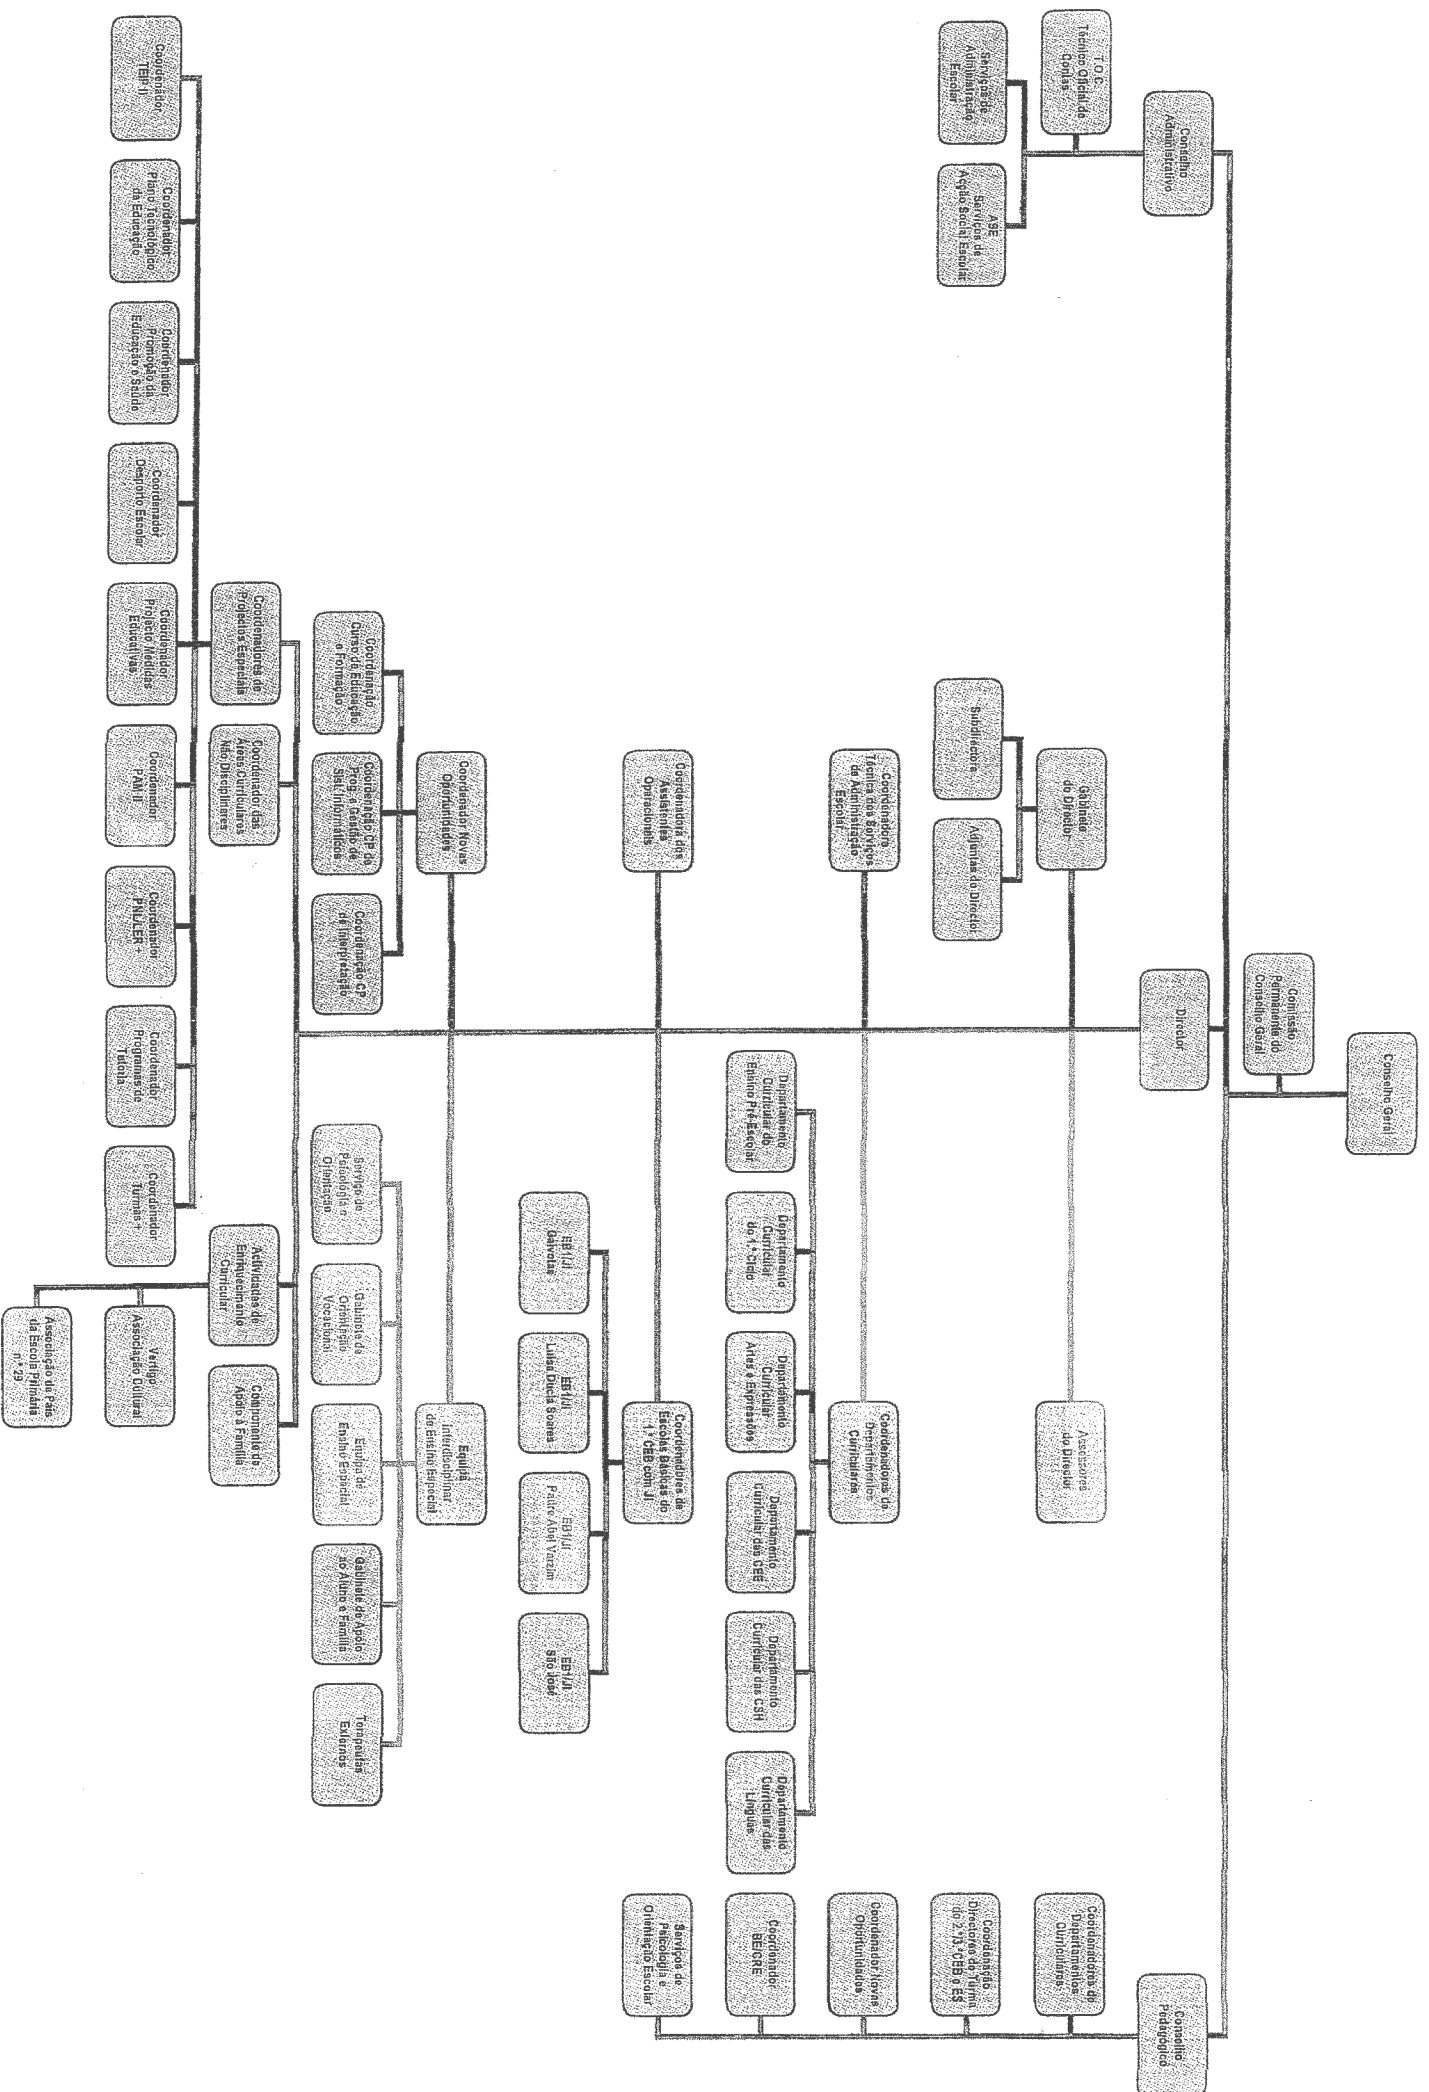 Conselho Geral
Comissão
Permanente do
Conselho Geral
Conselho
Administrativo
Director
Conselho
Pedagógico
T.O.C.
Técnico Oficial de
Contas
Serviços de
Administração
Escolar
ASE
Serviços de
Acção Social Escolar
Gabinete
do Director
Assessores
do Director
Subdirectora
Adjuntas do Director
Coordenadora
Técnica dos Serviços
de Administração
Escolar
Coordenadores de
Departamentos
Curriculares
Departamento
Curricular do
Ensino Pré-Escolar
Departamento
Curricular
do 1.º Ciclo
Departamento
Curricular
Artes e Expressões
Departamento
Curricular das CEE
Departamento
Curricular das CSH
Departamento
Curricular das
Línguas
Coordenadora dos
Assistentes
Operacionais
Coordenadores de
Escolas Básicas do
1.º CEB com JI
EB1/JI
Gaivotas
EB1/JI
Luísa Ducla Soares
EB1/JI
Padre Abel Varzim
EB1/JI
São José
Coordenador Novas
Oportunidades
Equipa
Interdisciplinar
de Ensino Especial
Coordenação
Curso de Educação
e Formação
Coordenação CP de
Prog. e Gestão de
Sist. Informáticos
Coordenação CP
de Interpretação
Serviço de
Psicologia e
Orientação
Gabinete de
Orientação
Vocacional
Equipa de
Ensino Especial
Gabinete de Apoio
ao Aluno e Família
Terapeutas
Externos
Coordenadores de
Projectos Especiais
Coordenador das
Áreas Curriculares
Não Disciplinares
Actividades de
Enriquecimento
Curricular
Componente de
Apoio à Família
Coordenador
TEIP II
Coordenador
Plano Tecnológico
da Educação
Coordenador
Promoção da
Educação e Saúde
Coordenador
Desporto Escolar
Coordenador
Projecto Medidas
Educativas
Coordenador
PAM II
Coordenador
PNL/LER +
Coordenador
Programas de
Tutoria
Coordenador
Turmas +
Vertigo
Associação Cultural
Associação de Pais
da Escola Primária
n.º 29
Coordenadores de
Departamentos
Curriculares
Coordenação
Directores de Turma
do 2.º/3.º CEB e ES
Coordenador Novas
Oportunidades
Coordenador
BE/CRE
Serviços de
Psicologia e
Orientação Escolar